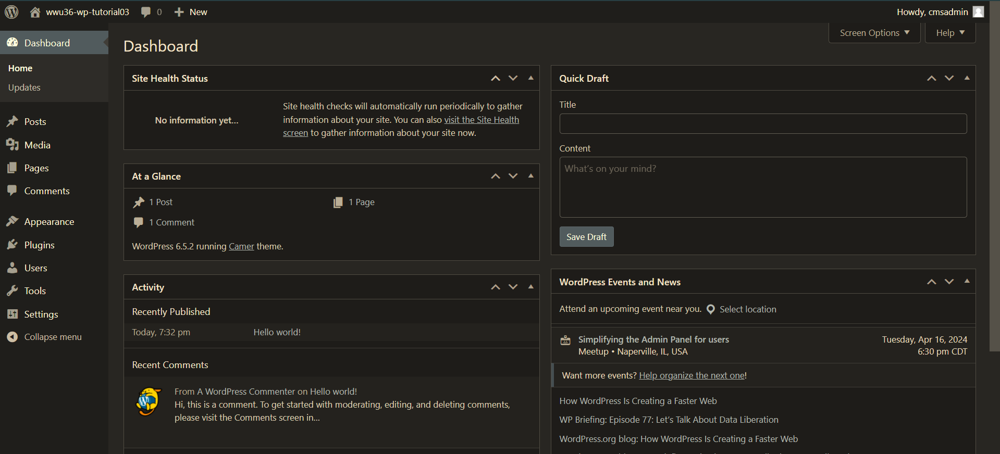 wwu36-wp-tutorial03 0 New
Howdy, cmsadmin
Screen Options
Help
Dashboard
Home
Updates
Posts
Media
Pages
Comments
Appearance
Plugins
Users
Tools
Settings
Collapse menu
Dashboard
Site Health Status
No information yet…
Site health checks will automatically run periodically to gather
information about your site. You can also visit the Site Health
screen to gather information about your site now.
At a Glance
1 Post
1 Page
1 Comment
WordPress 6.5.2 running Camer theme.
Activity
Recently Published
Today, 7:32 pm Hello world!
Recent Comments
From A WordPress Commenter on Hello world!
Hi, this is a comment. To get started with moderating, editing, and deleting comments,
please visit the Comments screen in…
Quick Draft
Title
Content
What’s on your mind?
Save Draft
WordPress Events and News
Attend an upcoming event near you. Select location
Simplifying the Admin Panel for users
Meetup • Naperville, IL, USA
Tuesday, Apr 16, 2024
6:30 pm CDT
Want more events? Help organize the next one!
How WordPress Is Creating a Faster Web
WP Briefing: Episode 77: Let’s Talk About Data Liberation
WordPress.org blog: How WordPress Is Creating a Faster Web